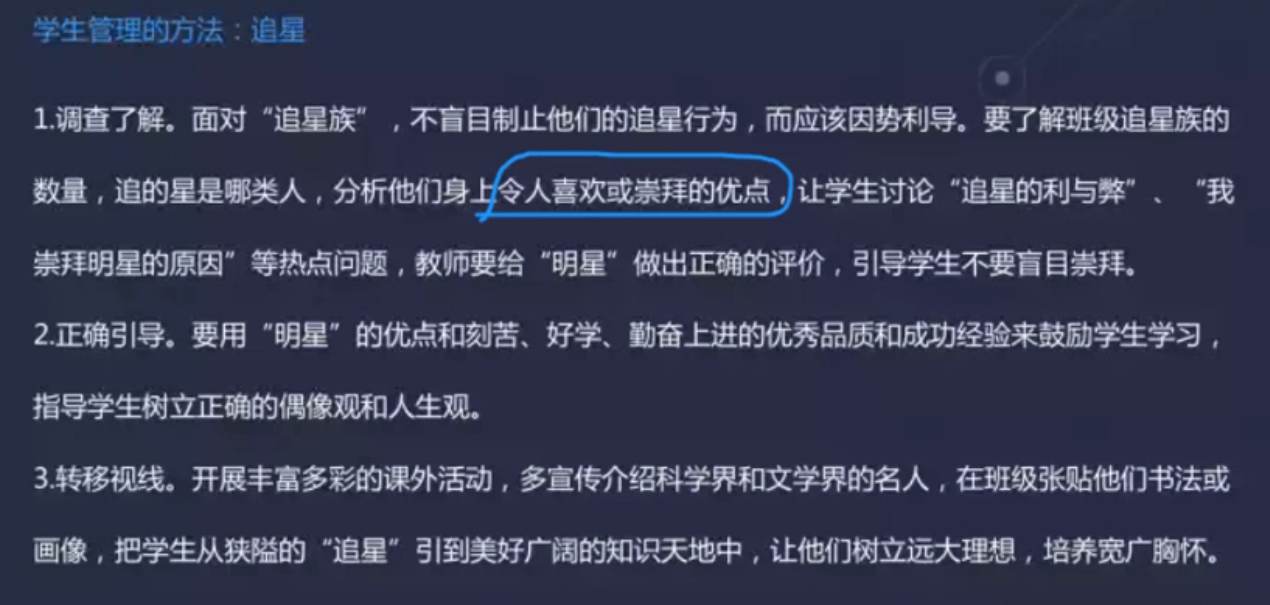 学生管理的方法：追星
1.调查了解。面对“追星族”，不盲目制止他们的追星行为，而应该因势利导。要了解班级追星族的
数量，追的星是哪类人，分析他们身上令人喜欢或崇拜的优点，让学生讨论“追星的利与弊”、“我
崇拜明星的原因”等热点问题，教师要给“明星”做出正确的评价，引导学生不要盲目崇拜。
2.正确引导。要用“明星”的优点和刻苦、好学、勤奋上进的优秀品质和成功经验来鼓励学生学习，
指导学生树立正确的偶像观和人生观。
3.转移视线。开展丰富多彩的课外活动，多宣传介绍科学界和文学界的名人，在班级张贴他们书法或
画像，把学生从狭隘的“追星”引到美好广阔的知识天地中，让他们树立远大理想，培养宽广胸怀。